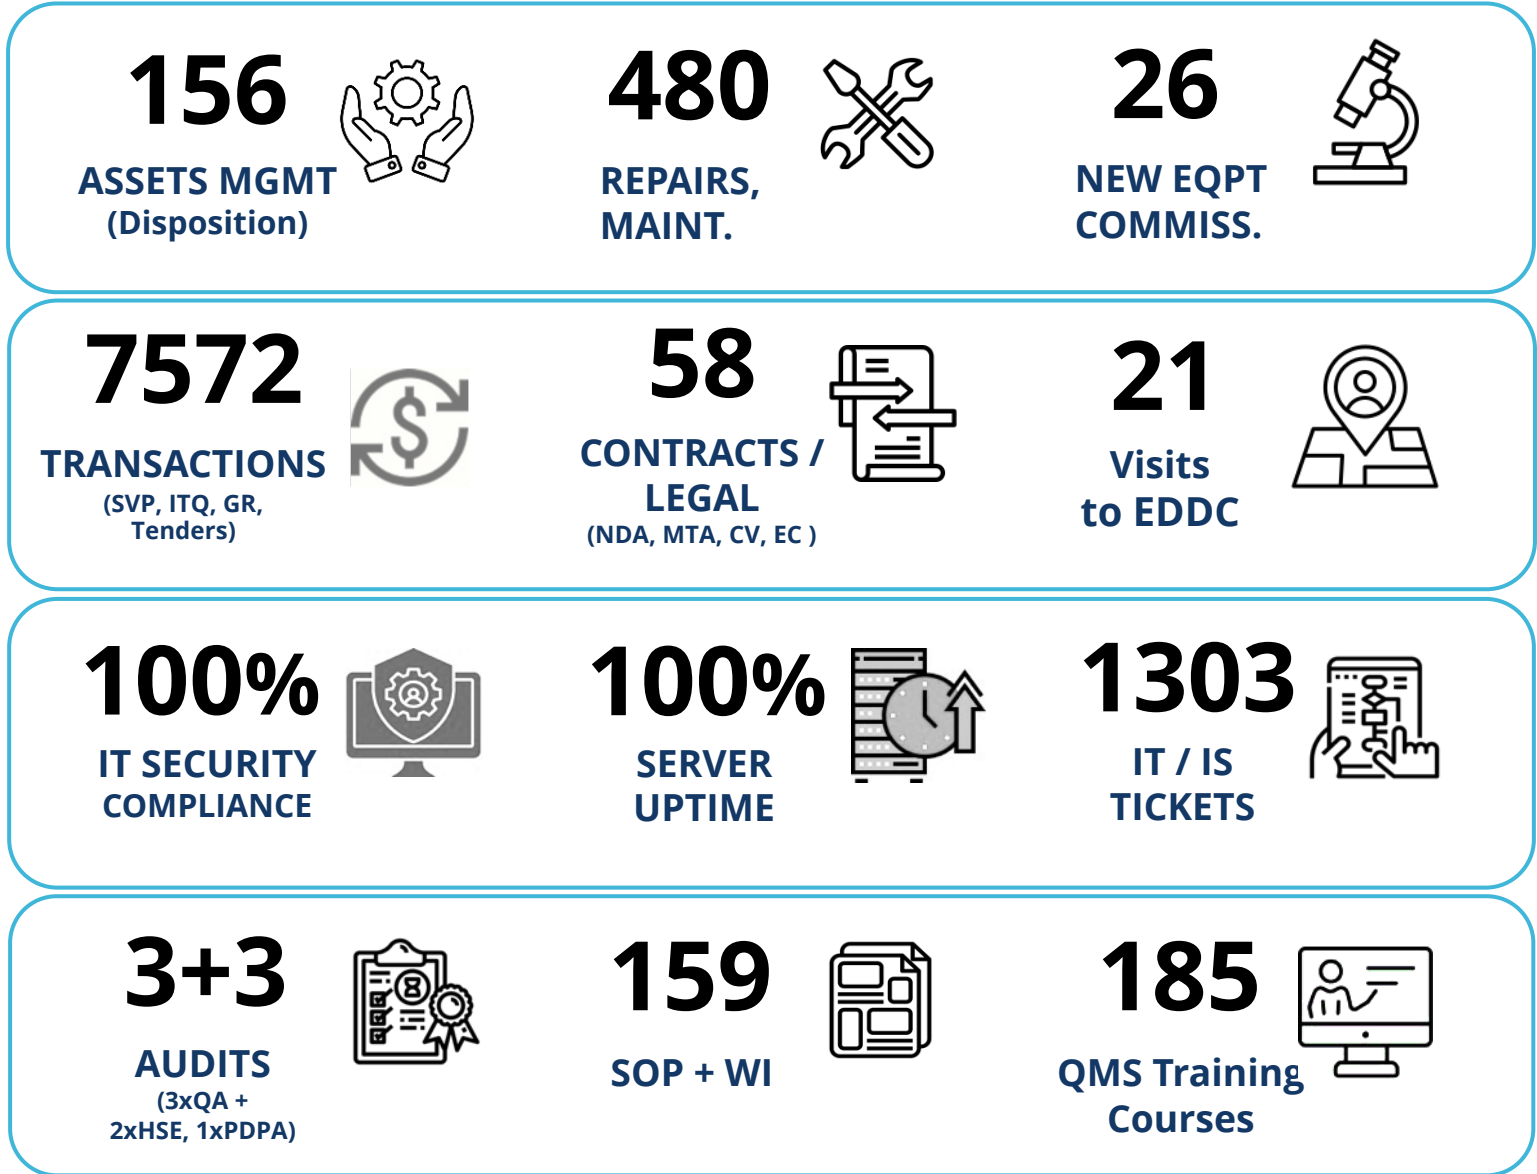 156
ASSETS MGMT
(Disposition)
480
REPAIRS,
MAINT.
26
NEW EQPT
COMMISS.
7572
TRANSACTIONS
(SVP, ITQ, GR,
Tenders)
58
CONTRACTS /
LEGAL
(NDA, MTA, CV, EC )
21
Visits
to EDDC
100%
IT SECURITY
COMPLIANCE
100%
SERVER
UPTIME
1303
IT / IS
TICKETS
3+3
AUDITS
(3xQA +
2xHSE, 1xPDPA)
159
SOP + WI
185
QMS Training
Courses